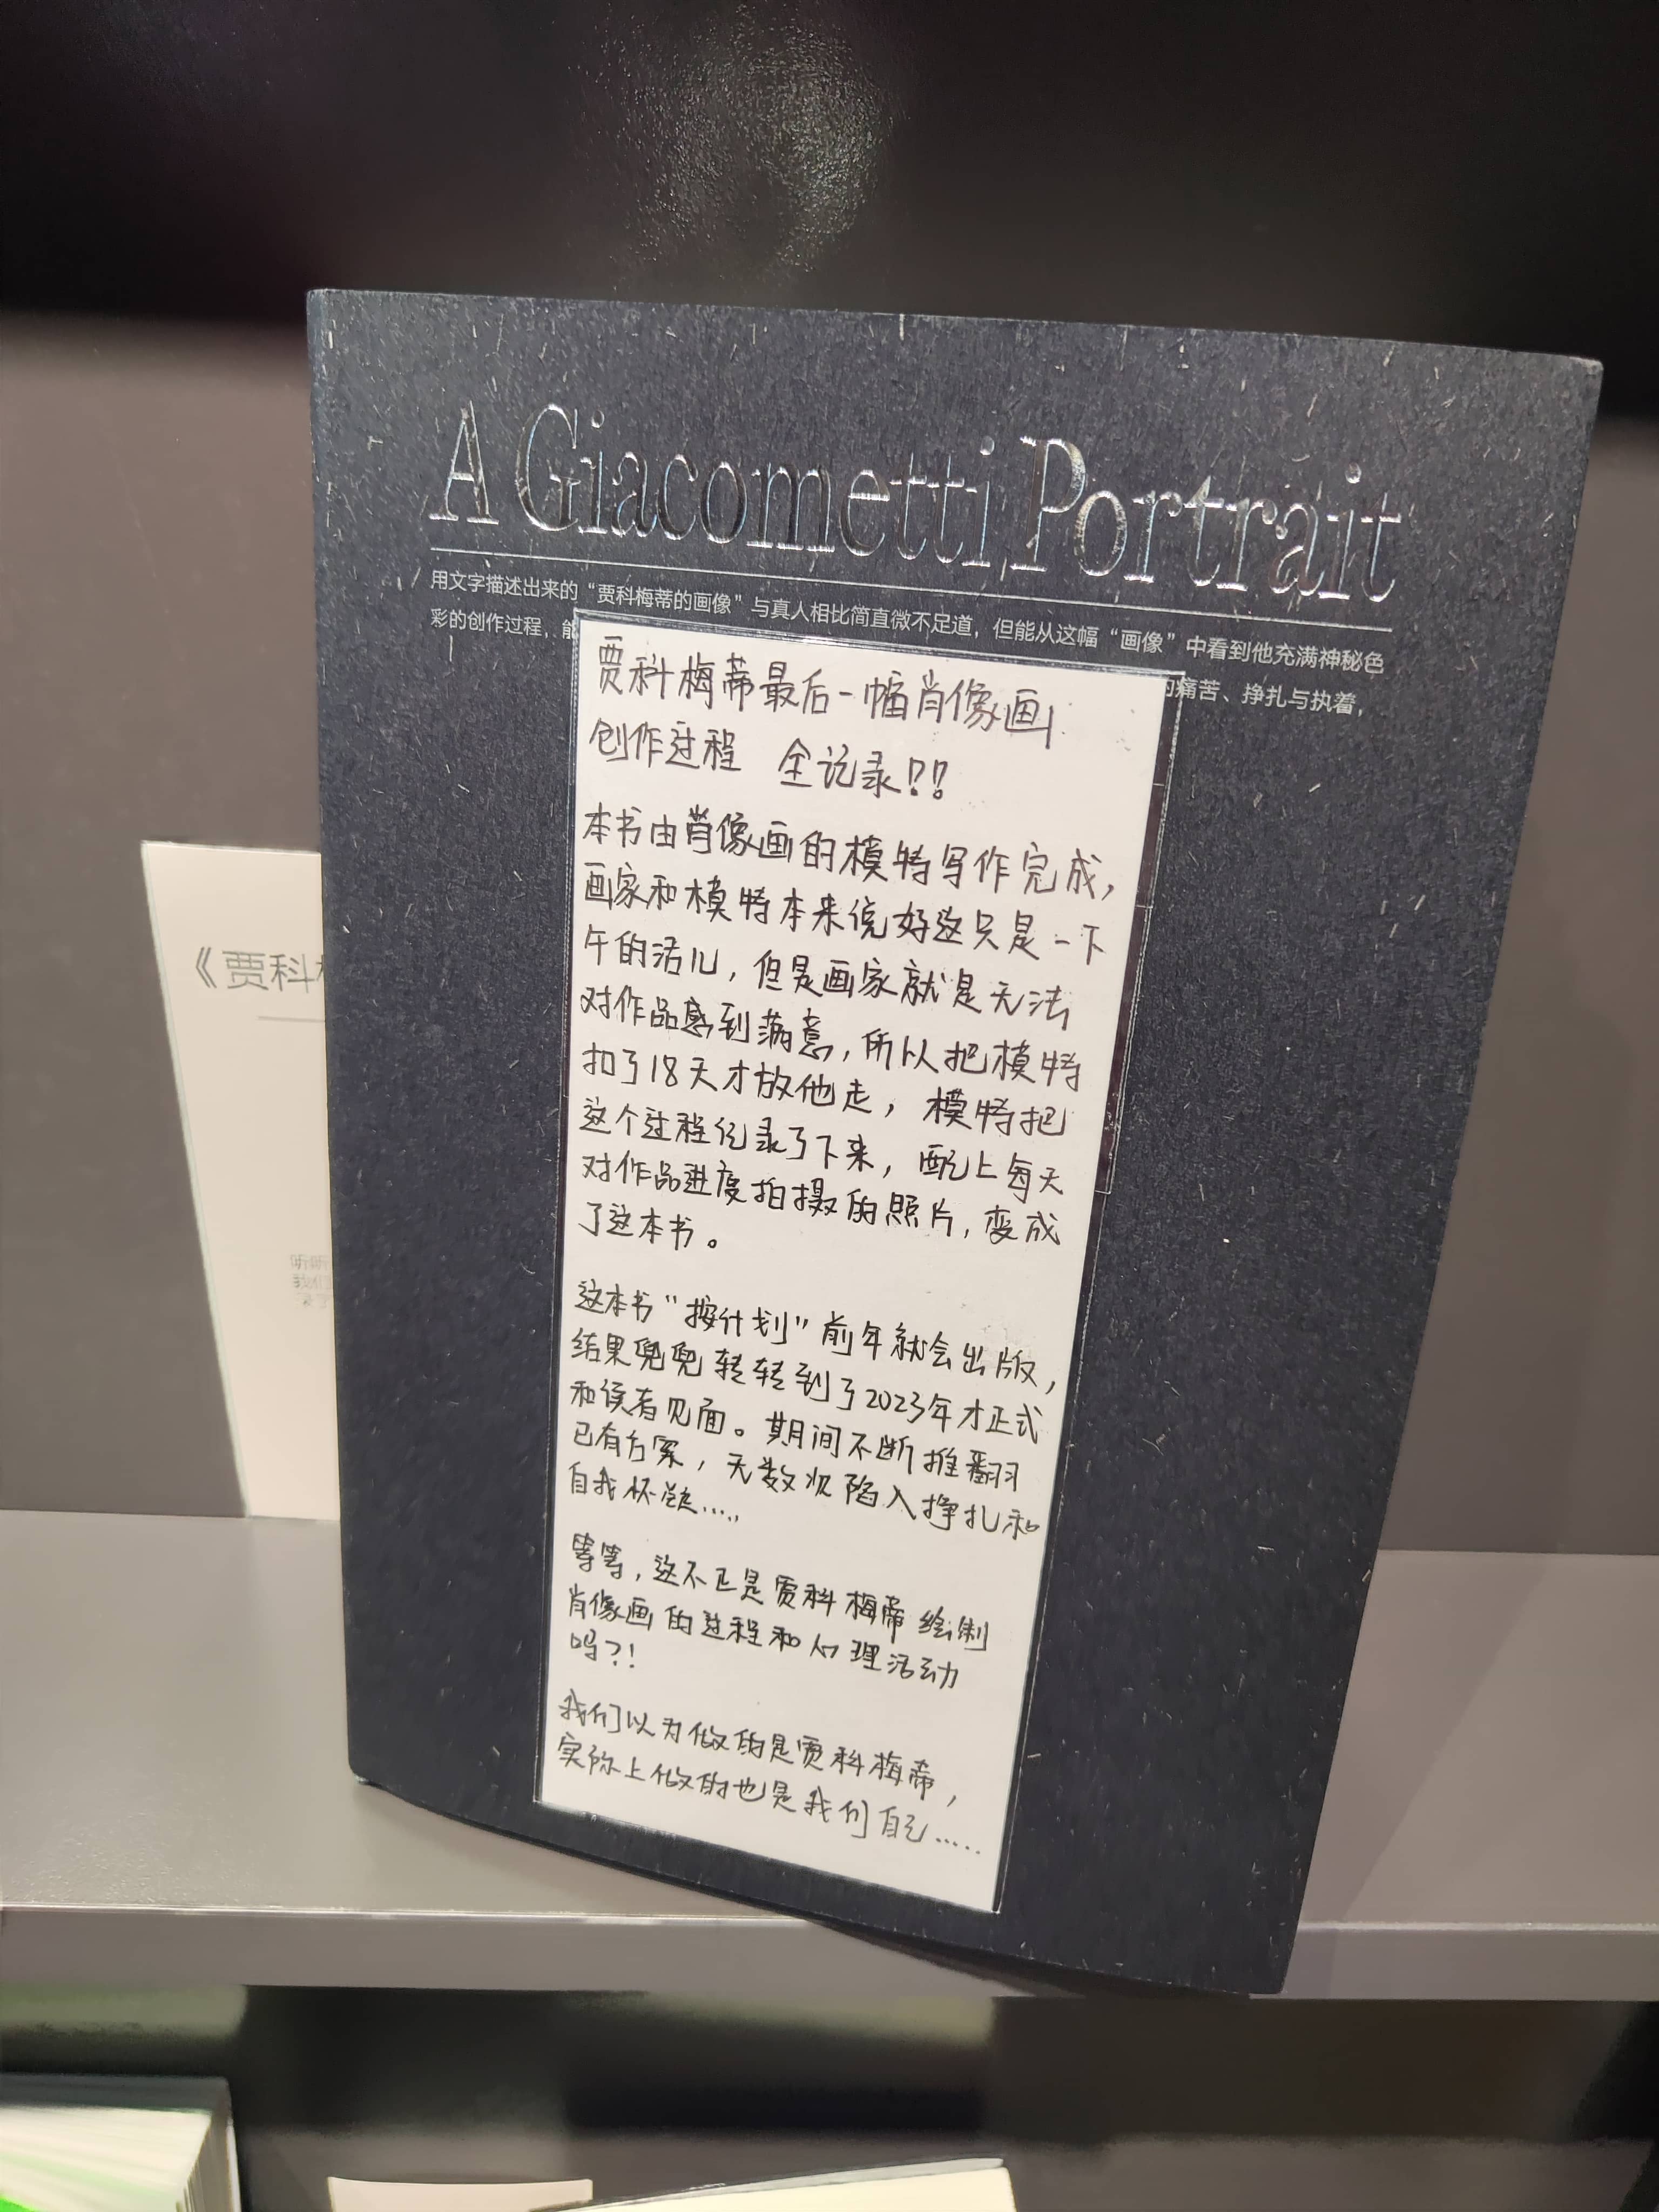 A Giacometti Portrait
用文字描述出来的“贾科梅蒂的画像”与真人相比简直微不足道，但能从这幅“画像”中看到他充满神秘色
彩的创作过程，能
痛苦、挣扎与执着，
贾科梅蒂最后一幅肖像画
创作过程 全记录!?!
本书由肖像画的模特写作完成，
画家和模特本来说好这只是一下
午的活儿，但是画家就是无法
对作品感到满意，所以把模特
扣了18天才放他走，模特把
这个过程记录了下来，配上每天
对作品进度拍摄的照片，变成
了这本书。
这本书“按计划”前年就会出版，
结果兜兜转转到了2023年才正式
和读者见面。期间不断推翻
已有方案，无数次陷入挣扎和
自我怀疑.....
等等，这不正是贾科梅蒂绘制
肖像画的过程和心理活动
吗?!
我们以为做的是贾科梅蒂，
实际上做的也是我们自己.....
《贾科
听听
我们